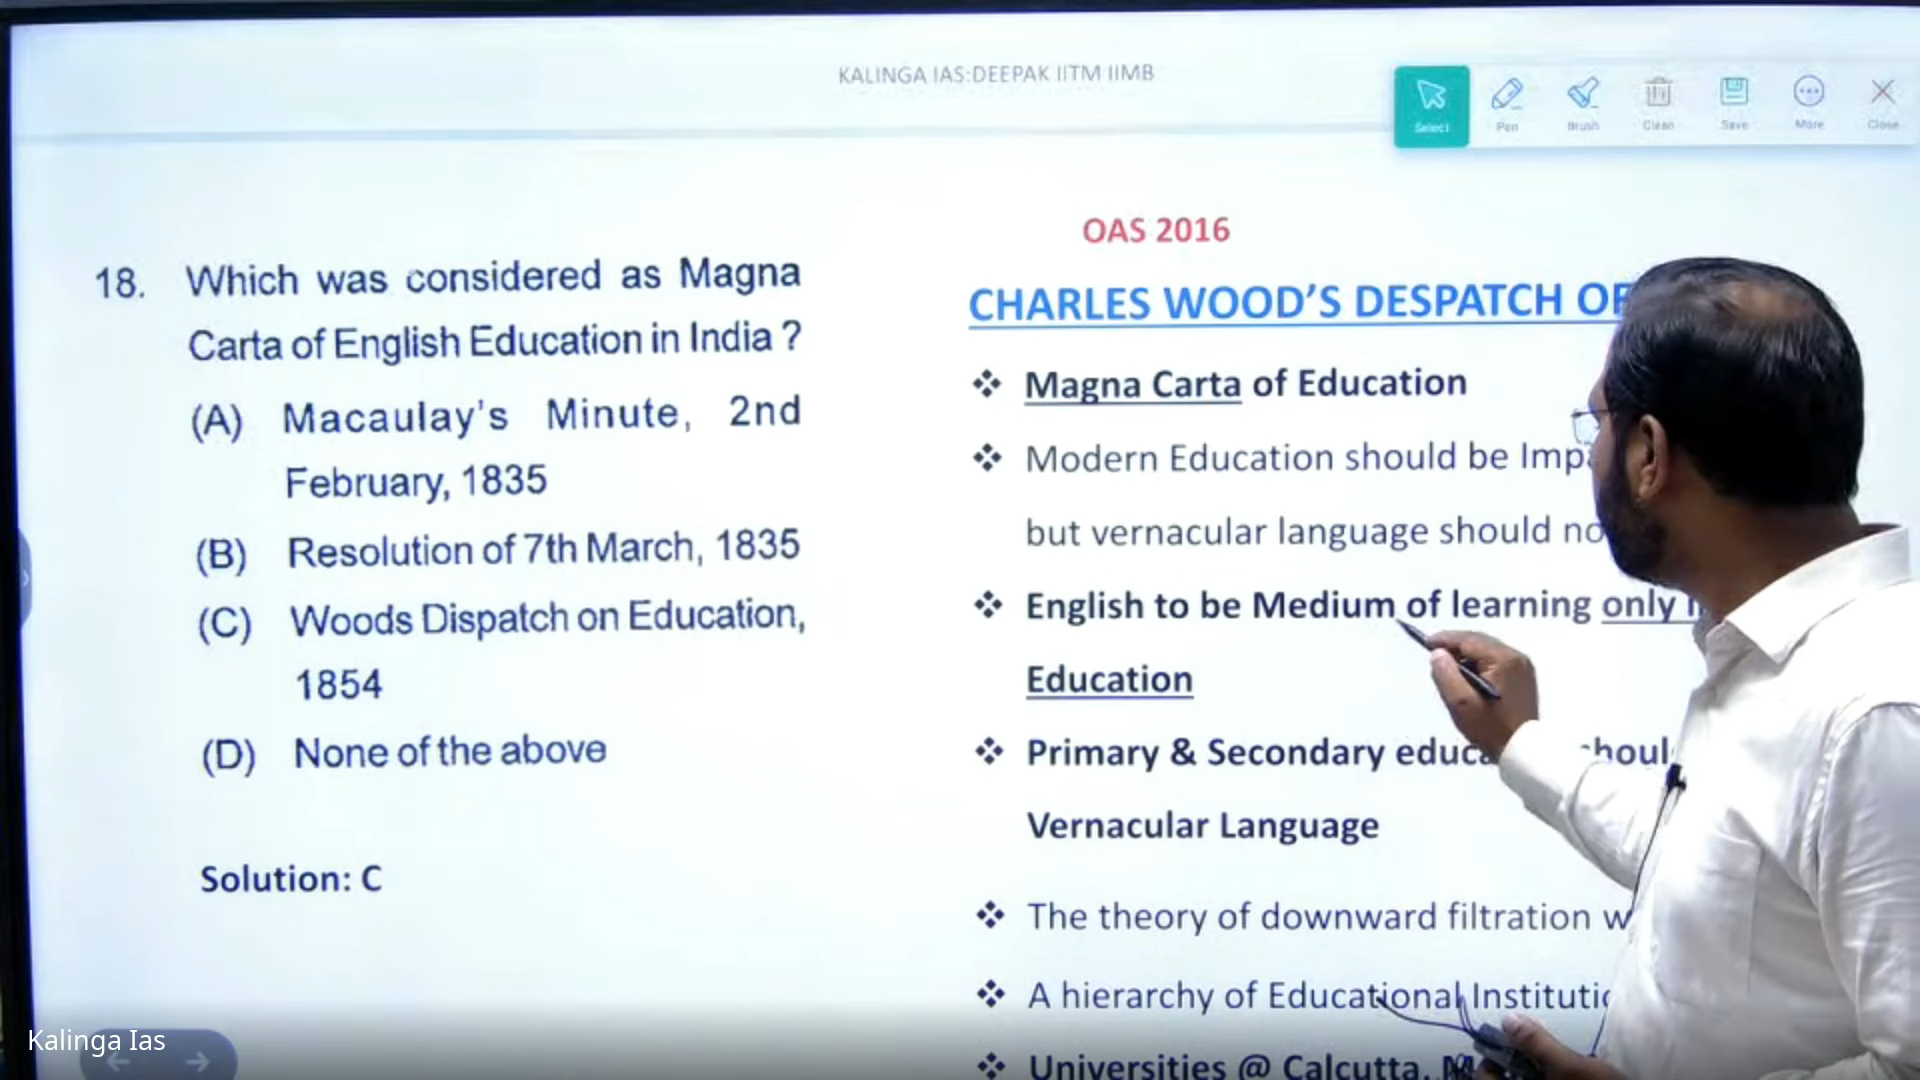 KALINGA IAS:DEEPAK IITM IIMB
Select
Pen
Brush
Clean
Save
More
Close
OAS 2016
18. Which was considered as Magna
Carta of English Education in India ?
(A) Macaulay's Minute, 2nd
February, 1835
(B) Resolution of 7th March, 1835
(C) Woods Dispatch on Education,
1854
(D) None of the above
Solution: C
CHARLES WOOD'S DESPATCH OF
❖ Magna Carta of Education
❖ Modern Education should be
but vernacular language should
❖ English to be Medium of learning only
Education
❖ Primary & Secondary
Vernacular Language
❖ The theory of downward filtration
❖ A hierarchy of Educational
❖ Universities @ Calcutta,
Kalinga Ias